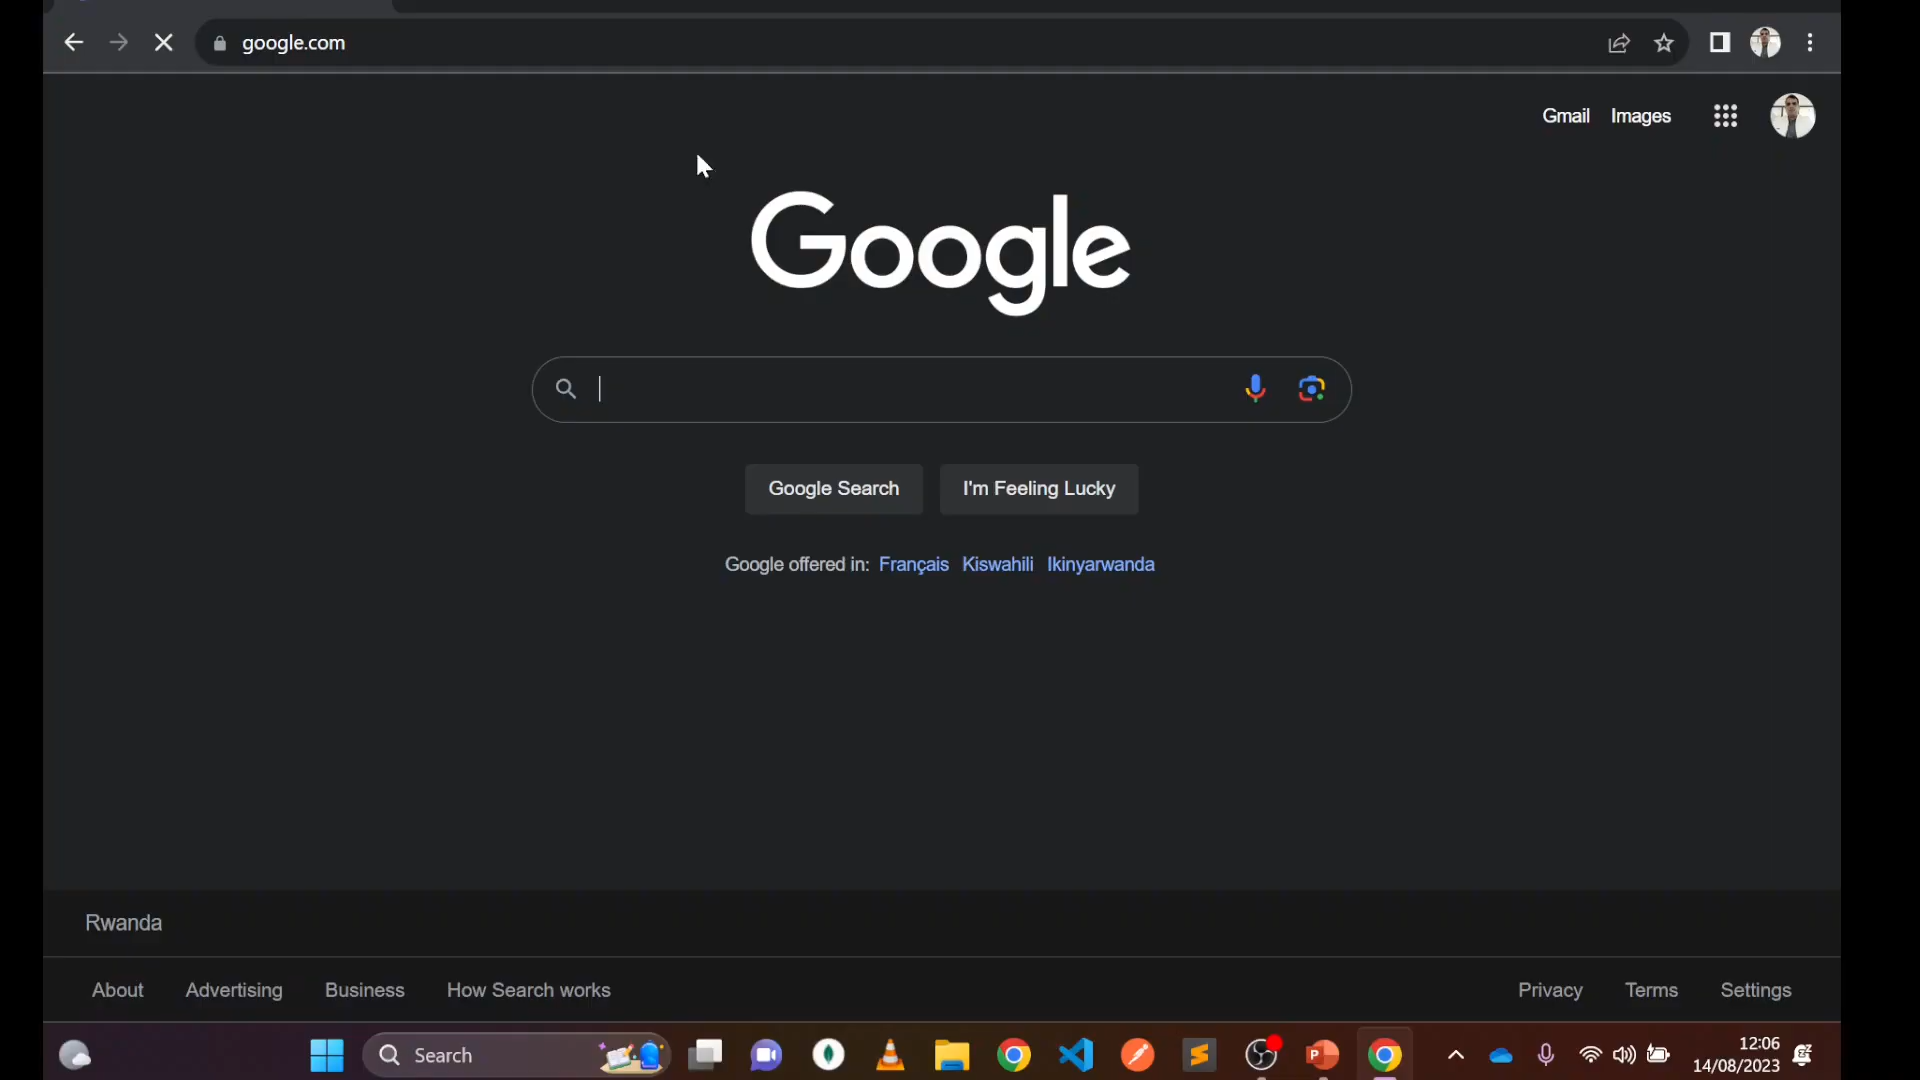 google.com
Gmail Images
Google
Google Search I'm Feeling Lucky
Google offered in: Français Kiswahili Ikinyarwanda
Rwanda
About Advertising Business How Search works Privacy Terms Settings
Search
12:06
14/08/2023